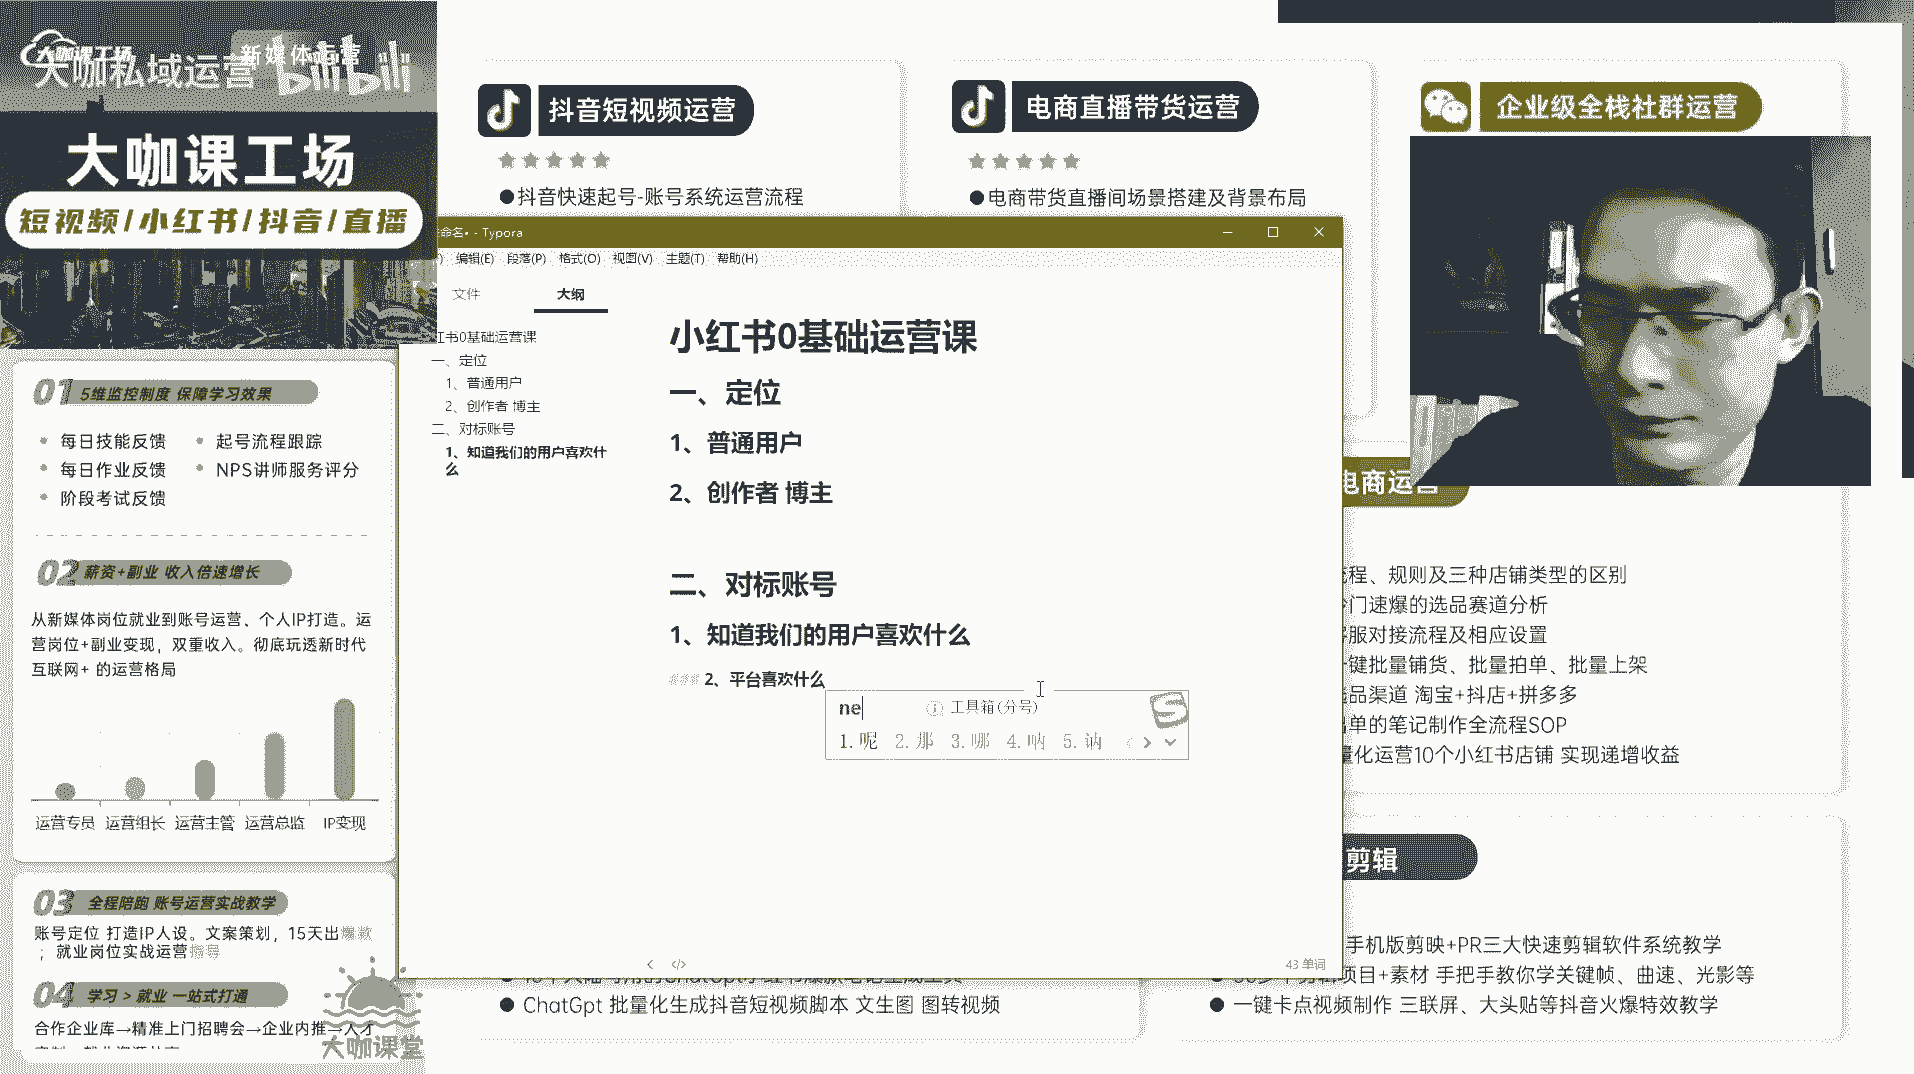 大咖课工场
大咖私域运营
新媒体运营
bilibili
大咖课工场
短视频/小红书/抖音/直播
01 5维监控制度 保障学习效果
每日技能反馈
起号流程跟踪
每日作业反馈
NPS讲师服务评分
阶段考试反馈
02 薪资+副业 收入倍速增长
从新媒体岗位就业到账号运营、个人IP打造。运
营岗位+副业变现，双重收入。彻底玩透新时代
互联网+ 的运营格局
运营专员 运营组长 运营主管 运营总监 IP变现
03 全程陪跑 账号运营实战教学
账号定位 打造IP人设。文案策划，15天出爆款
；就业岗位实战运营指导
04 学习 > 就业 一站式打通
合作企业库→精准上门招聘会→企业内推→人才
大咖课堂
抖音短视频运营
●抖音快速起号-账号系统运营流程
电商直播带货运营
●电商带货直播间场景搭建及背景布局
企业级全栈社群运营
命名• - Typora
编辑(E) 段落(P) 格式(O) 视图(V) 主题(T) 帮助(H)
文件 大纲
红书0基础运营课
一、定位
1、普通用户
2、创作者 博主
二、对标账号
1、知道我们的用户喜欢什
么
小红书0基础运营课
一、定位
1、普通用户
2、创作者 博主
二、对标账号
1、知道我们的用户喜欢什么
### 2、平台喜欢什么
ne
工具箱(分号)
1.呢 2.那 3.哪 4.呐 5.讷
43 单词
电商运营
程、规则及三种店铺类型的区别
门速爆的选品赛道分析
服对接流程及相应设置
键批量铺货、批量拍单、批量上架
品渠道 淘宝+抖店+拼多多
单的笔记制作全流程SOP
量化运营10个小红书店铺 实现递增收益
剪辑
手机版剪映+PR三大快速剪辑软件系统教学
项目+素材 手把手教你学关键帧、曲速、光影等
● 一键卡点视频制作 三联屏、大头贴等抖音火爆特效教学
● ChatGpt 批量化生成抖音短视频脚本 文生图 图转视频